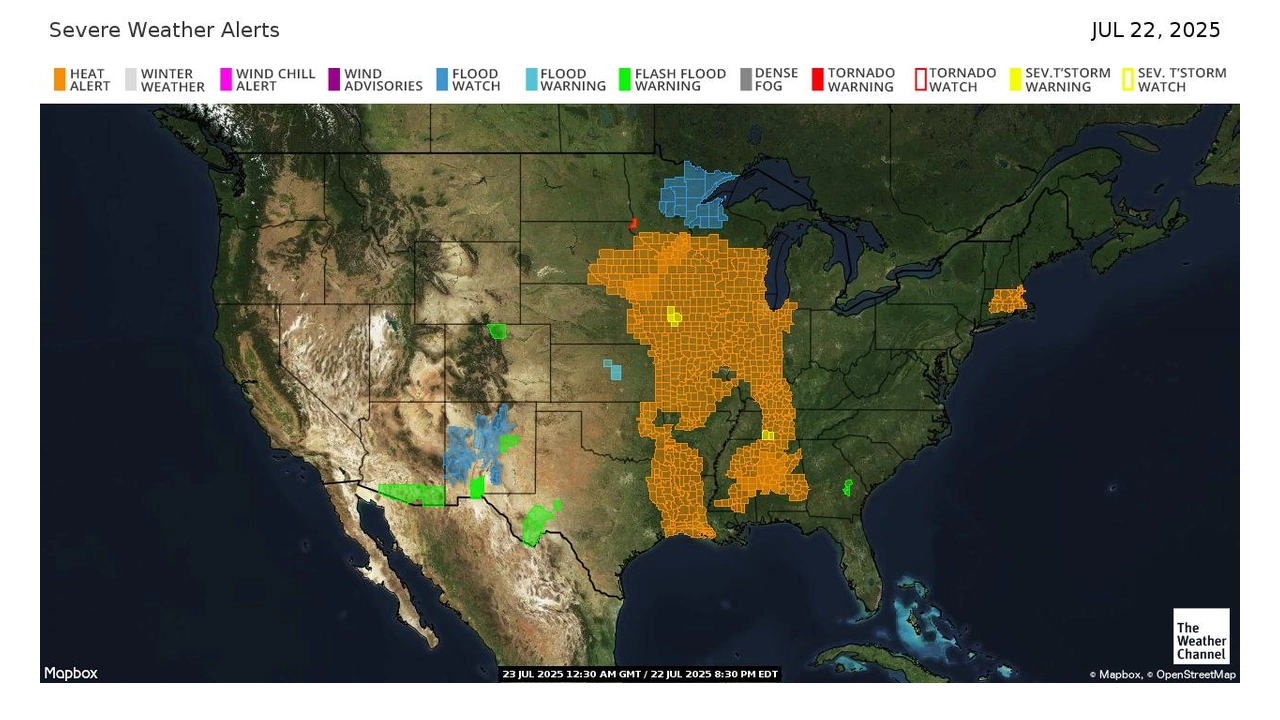 Severe Weather Alerts
JUL 22, 2025
HEAT ALERT
WINTER WEATHER
WIND CHILL ALERT
WIND ADVISORIES
FLOOD WATCH
FLOOD WARNING
FLASH FLOOD WARNING
DENSE FOG
TORNADO WARNING
TORNADO WATCH
SEV.T'STORM WARNING
SEV. T'STORM WATCH
The
Weather
Channel
Mapbox
23 JUL 2025 12:30 AM GMT / 22 JUL 2025 8:30 PM EDT
© Mapbox, © OpenStreetMap